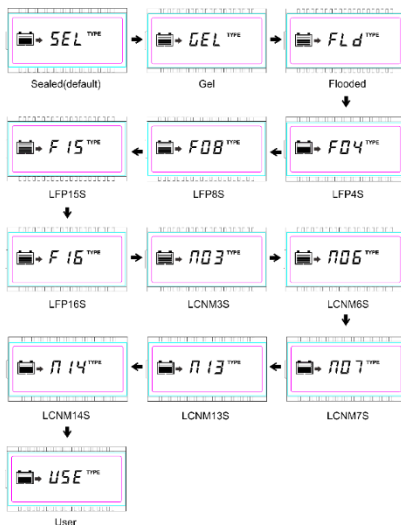 SEL TYPE
GEL TYPE
FLd TYPE
Sealed(default)
Gel
Flooded
F15 TYPE
F08 TYPE
F04 TYPE
LFP15S
LFP8S
LFP4S
F16 TYPE
N03 TYPE
N06 TYPE
LFP16S
LCNM3S
LCNM6S
N14 TYPE
N13 TYPE
N07 TYPE
LCNM14S
LCNM13S
LCNM7S
USE TYPE
User